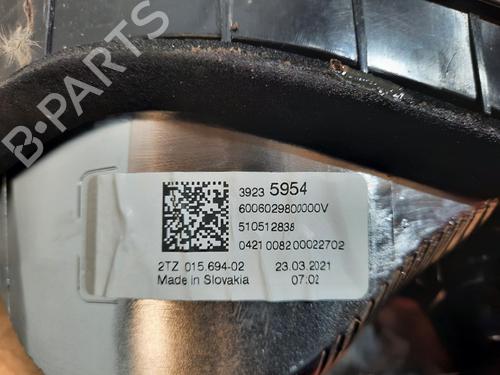 B-PARTS
3923 5954
6006029800000V
510512838
0421 0082 00022702
2TZ 015.694-02 23.03.2021
Made in Slovakia 07:02